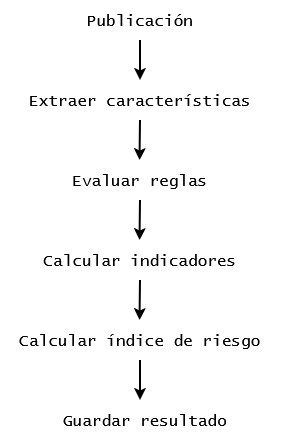 Publicación
Extraer características
Evaluar reglas
Calcular indicadores
Calcular índice de riesgo
Guardar resultado